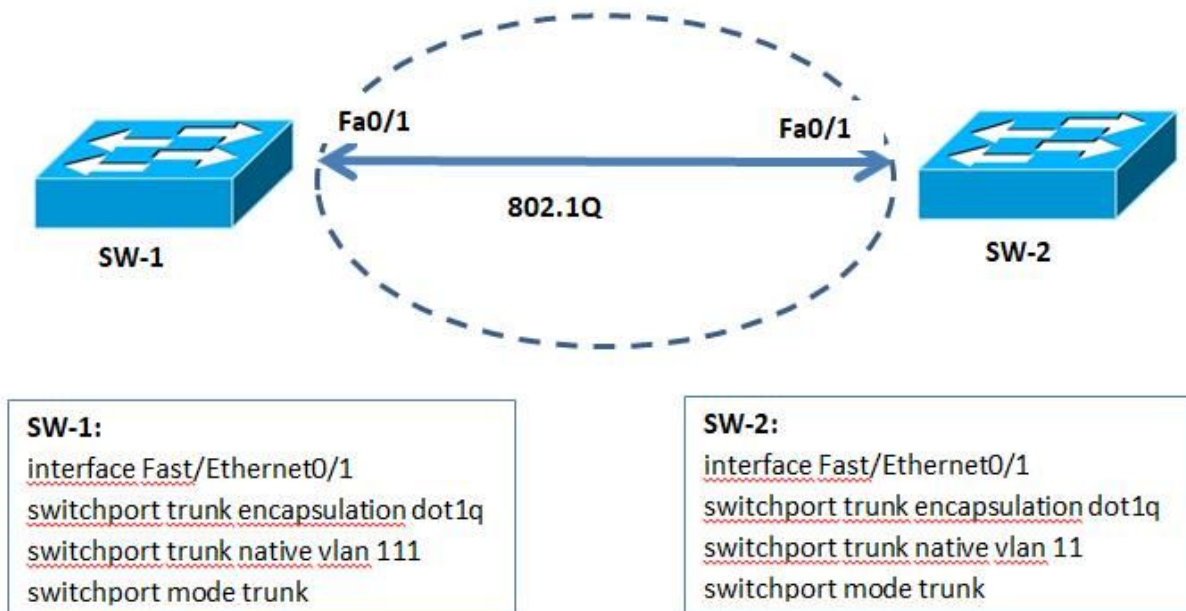 Fa0/1
Fa0/1
802.1Q
SW-1
SW-2
SW-1:
interface Fast/Ethernet0/1
switchport trunk encapsulation dot1q
switchport trunk native vlan 111
switchport mode trunk
SW-2:
interface Fast/Ethernet0/1
switchport trunk encapsulation dot1q
switchport trunk native vlan 11
switchport mode trunk